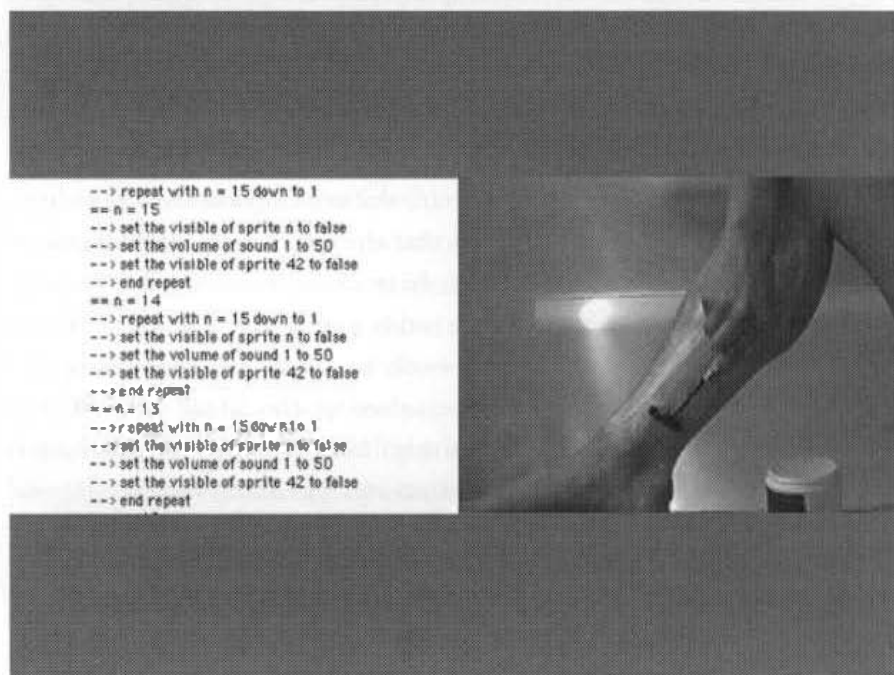 --> repeat with n = 15 down to 1
== n = 15
--> set the visible of sprite n to false
--> set the volume of sound 1 to 50
--> set the visible of sprite 42 to false
--> end repeat
== n = 14
--> repeat with n = 15 down to 1
--> set the visible of sprite n to false
--> set the volume of sound 1 to 50
--> set the visible of sprite 42 to false
--> end repeat
== n = 13
--> repeat with n = 15 down to 1
--> set the visible of sprite n to false
--> set the volume of sound 1 to 50
--> set the visible of sprite 42 to false
--> end repeat